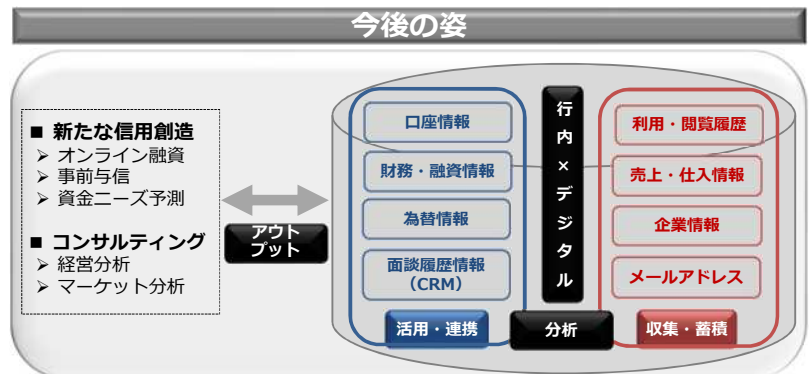 今後の姿
■ 新たな信用創造
➢ オンライン融資
➢ 事前与信
➢ 資金ニーズ予測
■ コンサルティング
➢ 経営分析
➢ マーケット分析
アウト
プット
口座情報
財務・融資情報
為替情報
面談履歴情報
（CRM）
活用・連携
行内×デジタル
分析
利用・閲覧履歴
売上・仕入情報
企業情報
メールアドレス
収集・蓄積